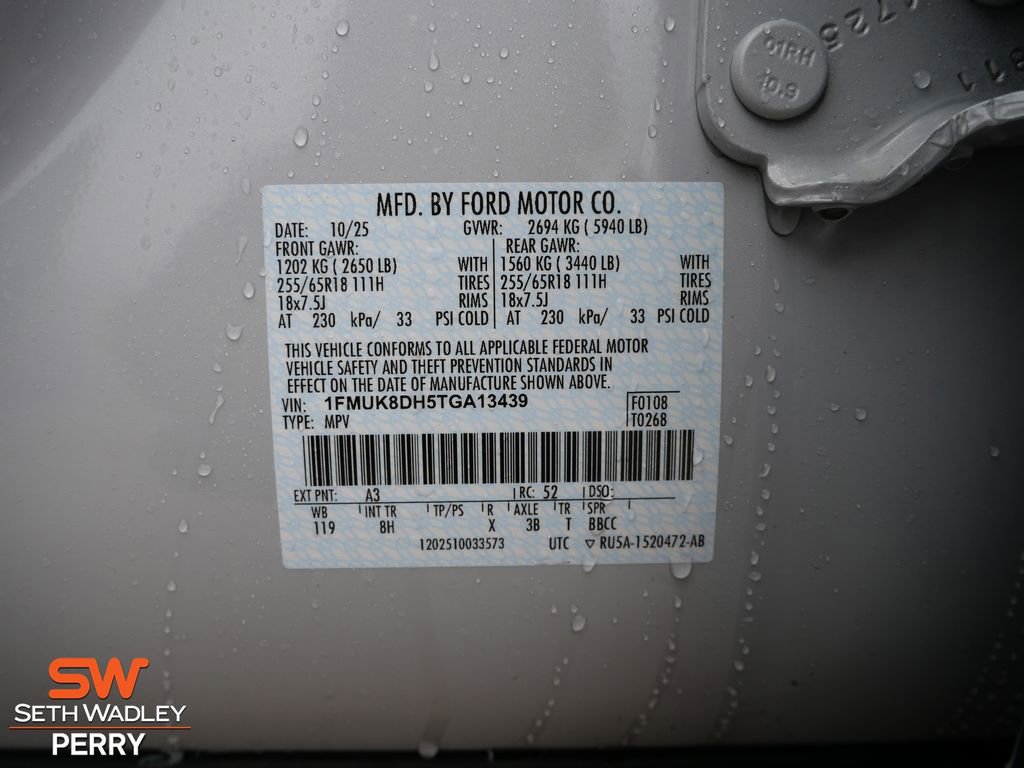 01RH
10.9
1725
311
MFD. BY FORD MOTOR CO.
DATE: 10/25 GVWR: 2694 KG ( 5940 LB)
FRONT GAWR: REAR GAWR:
1202 KG ( 2650 LB) WITH 1560 KG ( 3440 LB) WITH
255/65R18 111H TIRES 255/65R18 111H TIRES
18x7.5J RIMS 18x7.5J RIMS
AT 230 kPa/ 33 PSI COLD AT 230 kPa/ 33 PSI COLD
THIS VEHICLE CONFORMS TO ALL APPLICABLE FEDERAL MOTOR
VEHICLE SAFETY AND THEFT PREVENTION STANDARDS IN
EFFECT ON THE DATE OF MANUFACTURE SHOWN ABOVE.
VIN: 1FMUK8DH5TGA13439 F0108
TYPE: MPV T0268
EXT PNT: A3 RC: 52 DSO:
WB INT TR TP/PS R AXLE TR SPR
119 8H X 3B T BBCC
1202510033573 UTC ▽ RU5A-1520472-AB
SW
SETH WADLEY
PERRY